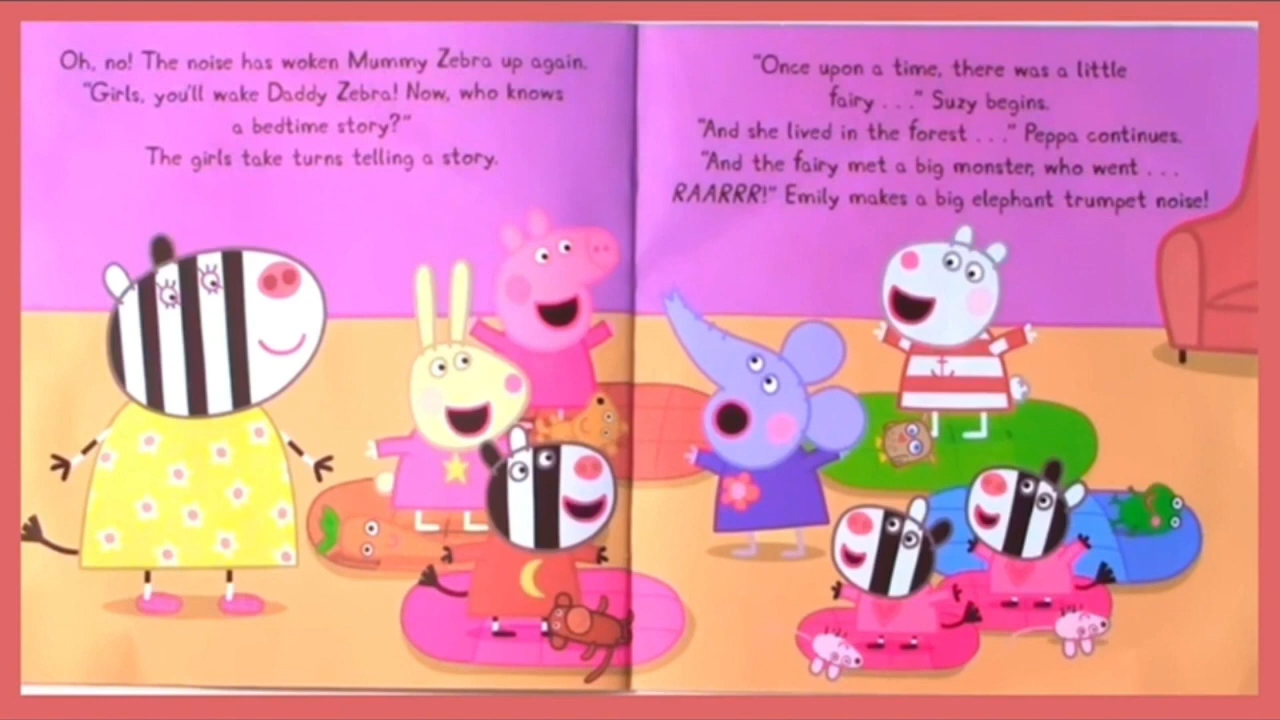 Oh, no! The noise has woken Mummy Zebra up again.
"Girls, you'll wake Daddy Zebra! Now, who knows
a bedtime story?"
The girls take turns telling a story.
"Once upon a time, there was a little
fairy . . ." Suzy begins.
"And she lived in the forest . . ." Peppa continues.
"And the fairy met a big monster, who went . . .
RAARRR!" Emily makes a big elephant trumpet noise!